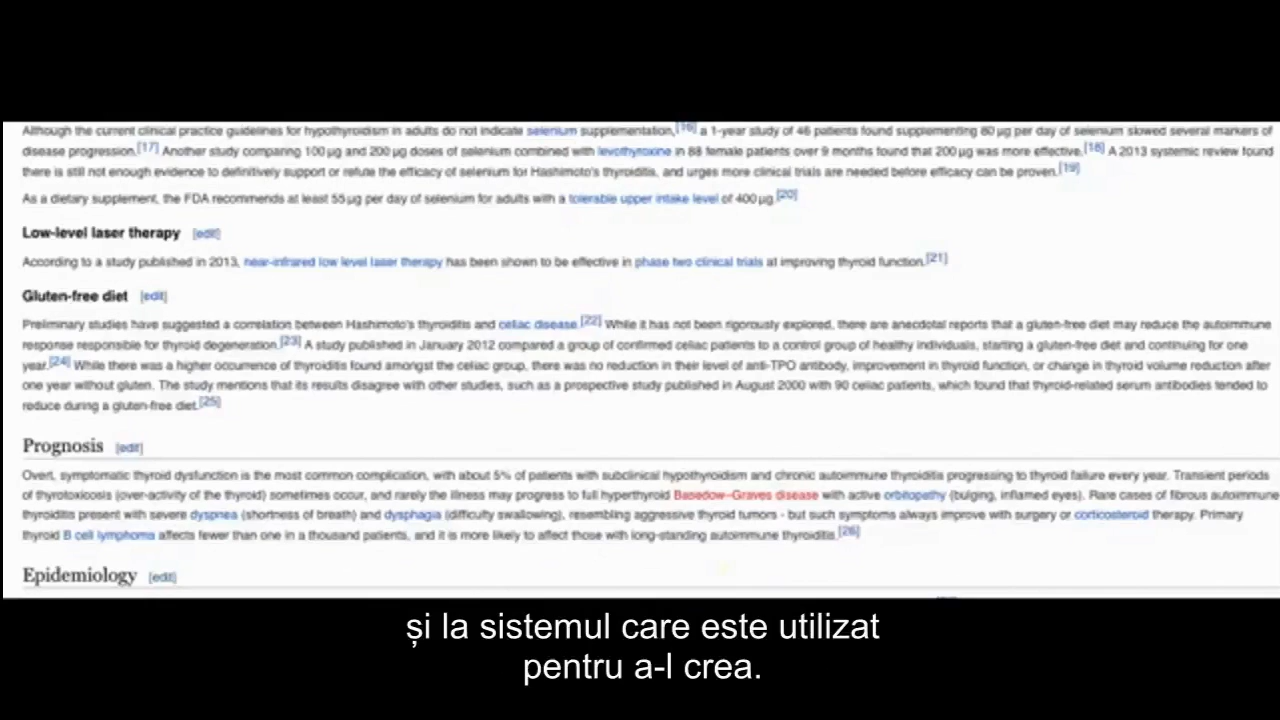 Although the current clinical practice guidelines for hypothyroidism in adults do not indicate selenium supplementation,[16] a 1-year study of 46 patients found supplementing 80 µg per day of selenium slowed several markers of
disease progression.[17] Another study comparing 100 µg and 200 µg doses of selenium combined with levothyroxine in 88 female patients over 9 months found that 200 µg was more effective.[18] A 2013 systemic review found
there is still not enough evidence to definitively support or refute the efficacy of selenium for Hashimoto's thyroiditis, and urges more clinical trials are needed before efficacy can be proven.[19]
As a dietary supplement, the FDA recommends at least 55 µg per day of selenium for adults with a tolerable upper intake level of 400 µg.[20]
Low-level laser therapy [edit]
According to a study published in 2013, near-infrared low level laser therapy has been shown to be effective in phase two clinical trials at improving thyroid function.[21]
Gluten-free diet [edit]
Preliminary studies have suggested a correlation between Hashimoto's thyroiditis and celiac disease.[22] While it has not been rigorously explored, there are anecdotal reports that a gluten-free diet may reduce the autoimmune
response responsible for thyroid degeneration.[23] A study published in January 2012 compared a group of confirmed celiac patients to a control group of healthy individuals, starting a gluten-free diet and continuing for one
year.[24] While there was a higher occurrence of thyroiditis found amongst the celiac group, there was no reduction in their level of anti-TPO antibody, improvement in thyroid function, or change in thyroid volume reduction after
one year without gluten. The study mentions that its results disagree with other studies, such as a prospective study published in August 2000 with 90 celiac patients, which found that thyroid-related serum antibodies tended to
reduce during a gluten-free diet.[25]
Prognosis [edit]
Overt, symptomatic thyroid dysfunction is the most common complication, with about 5% of patients with subclinical hypothyroidism and chronic autoimmune thyroiditis progressing to thyroid failure every year. Transient periods
of thyrotoxicosis (over-activity of the thyroid) sometimes occur, and rarely the illness may progress to full hyperthyroid Basedow–Graves disease with active orbitopathy (bulging, inflamed eyes). Rare cases of fibrous autoimmune
thyroiditis present with severe dyspnea (shortness of breath) and dysphagia (difficulty swallowing), resembling aggressive thyroid tumors - but such symptoms always improve with surgery or corticosteroid therapy. Primary
thyroid B cell lymphoma affects fewer than one in a thousand patients, and it is more likely to affect those with long-standing autoimmune thyroiditis.[26]
Epidemiology [edit]
și la sistemul care este utilizat
pentru a-l crea.